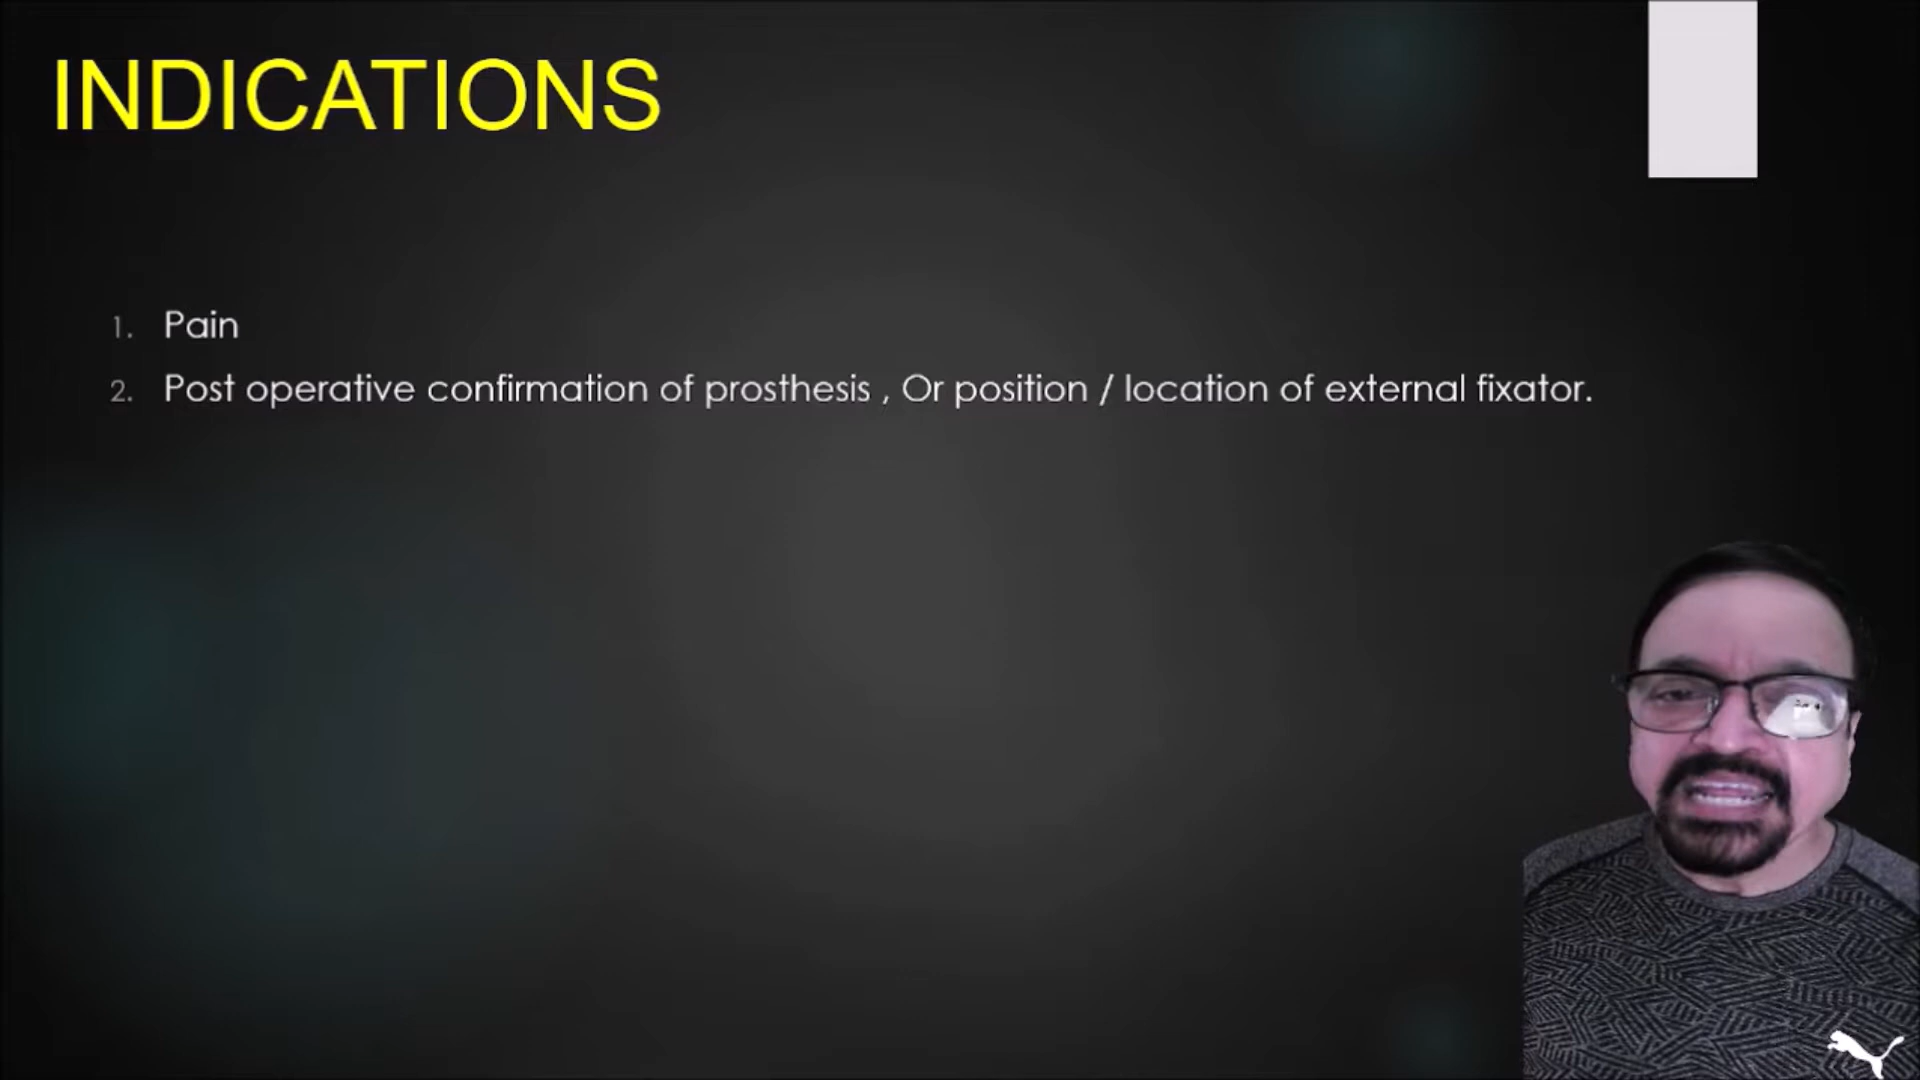 INDICATIONS
1. Pain
2. Post operative confirmation of prosthesis , Or position / location of external fixator.